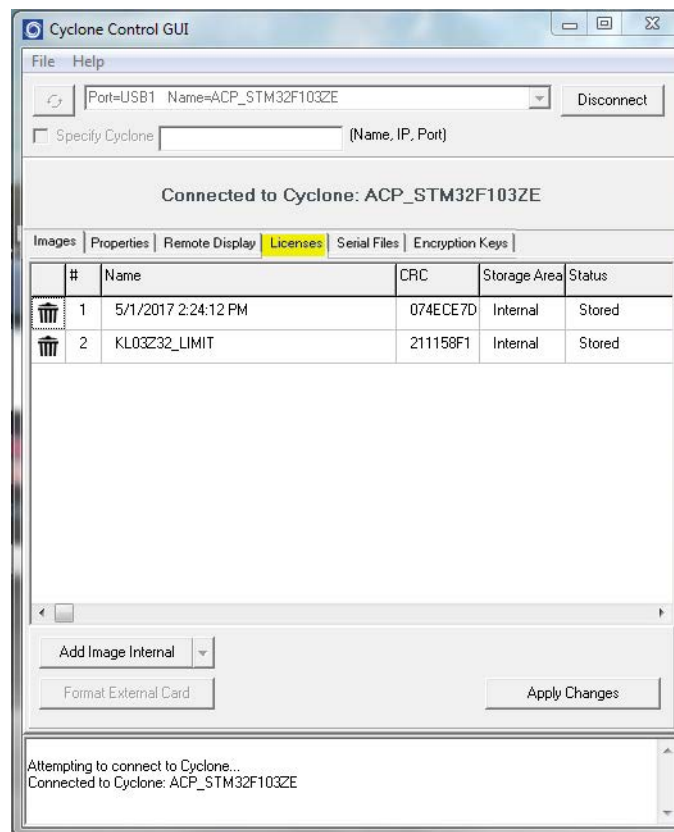 Cyclone Control GUI
File Help
Port=USB1 Name=ACP_STM32F103ZE
Disconnect
Specify Cyclone (Name, IP, Port)
Connected to Cyclone: ACP_STM32F103ZE
Images Properties Remote Display Licenses Serial Files Encryption Keys
# Name CRC Storage Area Status
1 5/1/2017 2:24:12 PM 074ECE7D Internal Stored
2 KL03Z32_LIMIT 211158F1 Internal Stored
Add Image Internal
Format External Card Apply Changes
Attempting to connect to Cyclone...
Connected to Cyclone: ACP_STM32F103ZE